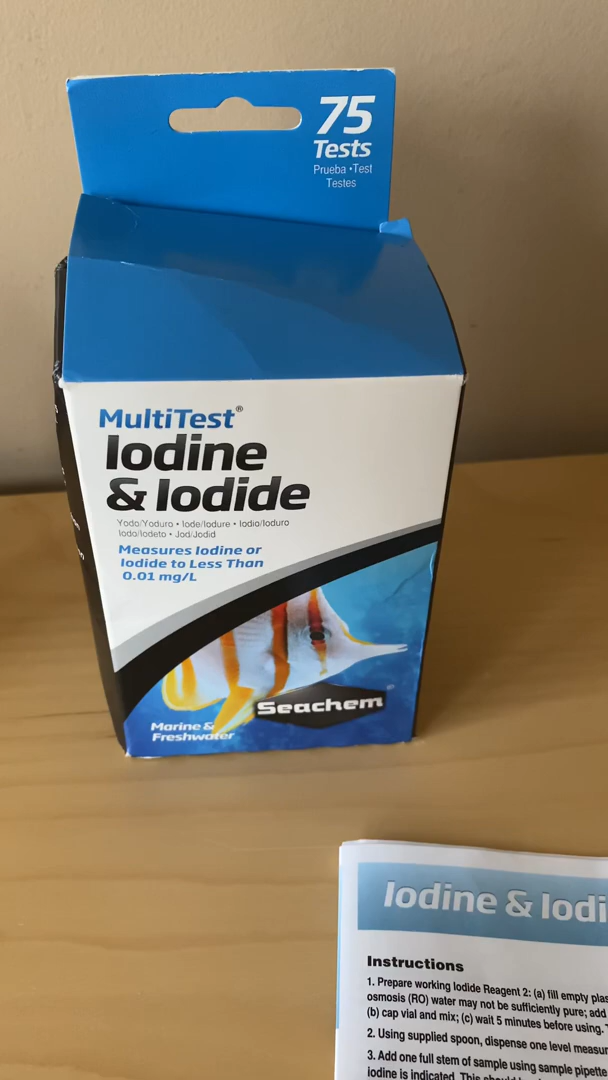 75
Tests
Prueba •Test
Testes
MultiTest®
Iodine
& Iodide
Yodo/Yoduro • Iode/Iodure • Iodio/Ioduro
Iodo/Iodeto • Jod/Jodid
Measures Iodine or
Iodide to Less Than
0.01 mg/L
Seachem®
Marine &
Freshwater
Iodine & Iodi
Instructions
1. Prepare working Iodide Reagent 2: (a) fill empty plas
osmosis (RO) water may not be sufficiently pure; add
(b) cap vial and mix; (c) wait 5 minutes before using.
2. Using supplied spoon, dispense one level measur
3. Add one full stem of sample using sample pipette
iodine is indicated. This should